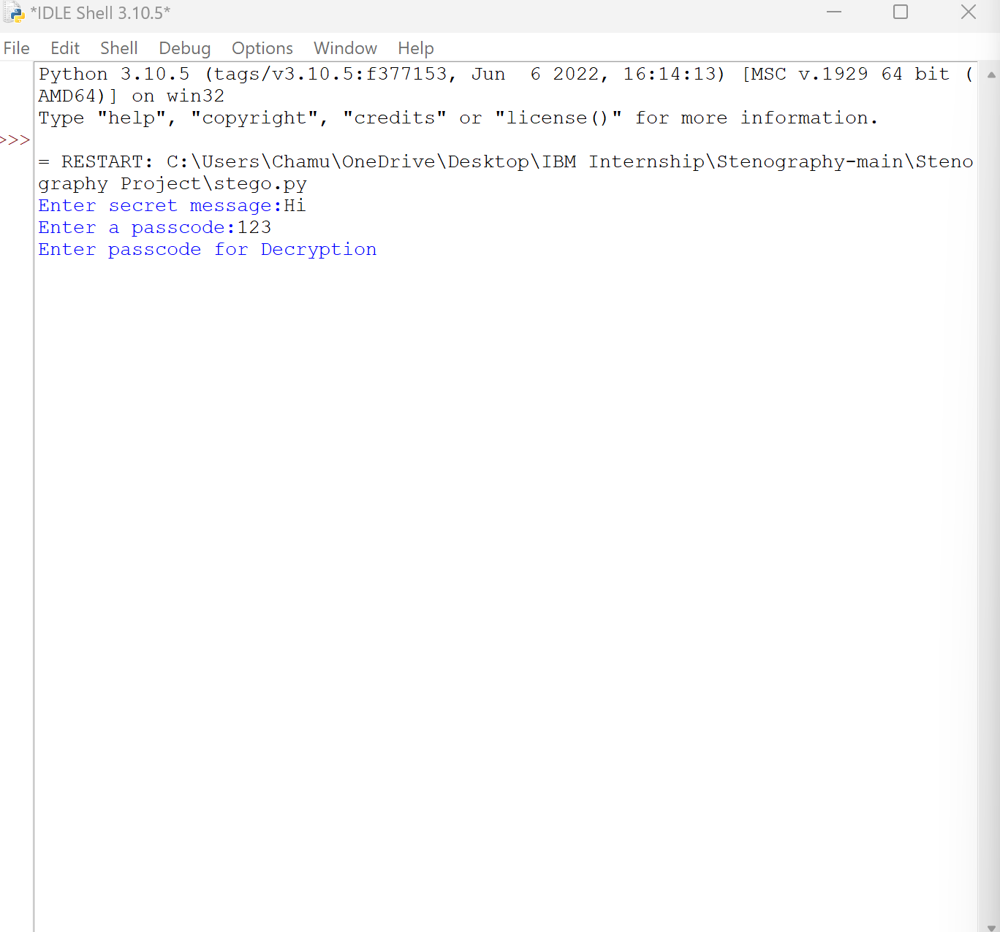 *IDLE Shell 3.10.5*
File Edit Shell Debug Options Window Help
Python 3.10.5 (tags/v3.10.5:f377153, Jun  6 2022, 16:14:13) [MSC v.1929 64 bit (
AMD64)] on win32
Type "help", "copyright", "credits" or "license()" for more information.
>>>
= RESTART: C:\Users\Chamu\OneDrive\Desktop\IBM Internship\Stenography-main\Steno
graphy Project\stego.py
Enter secret message:Hi
Enter a passcode:123
Enter passcode for Decryption